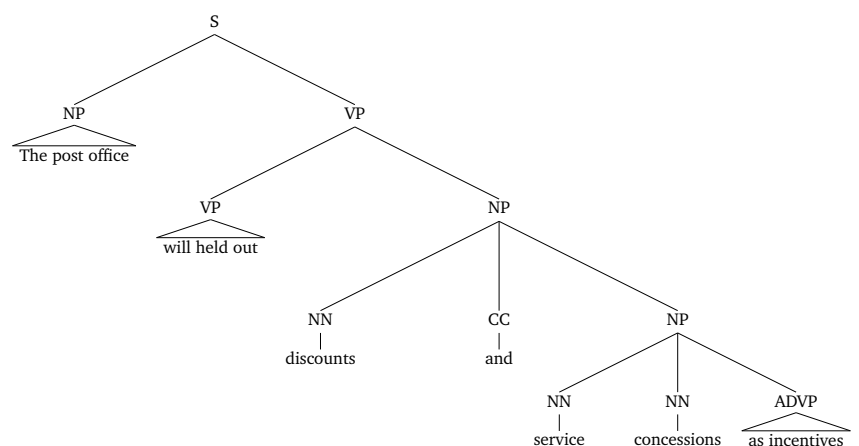 S
NP VP
The post office
VP NP
will held out
NN CC NP
discounts and
NN NN ADVP
service concessions as incentives